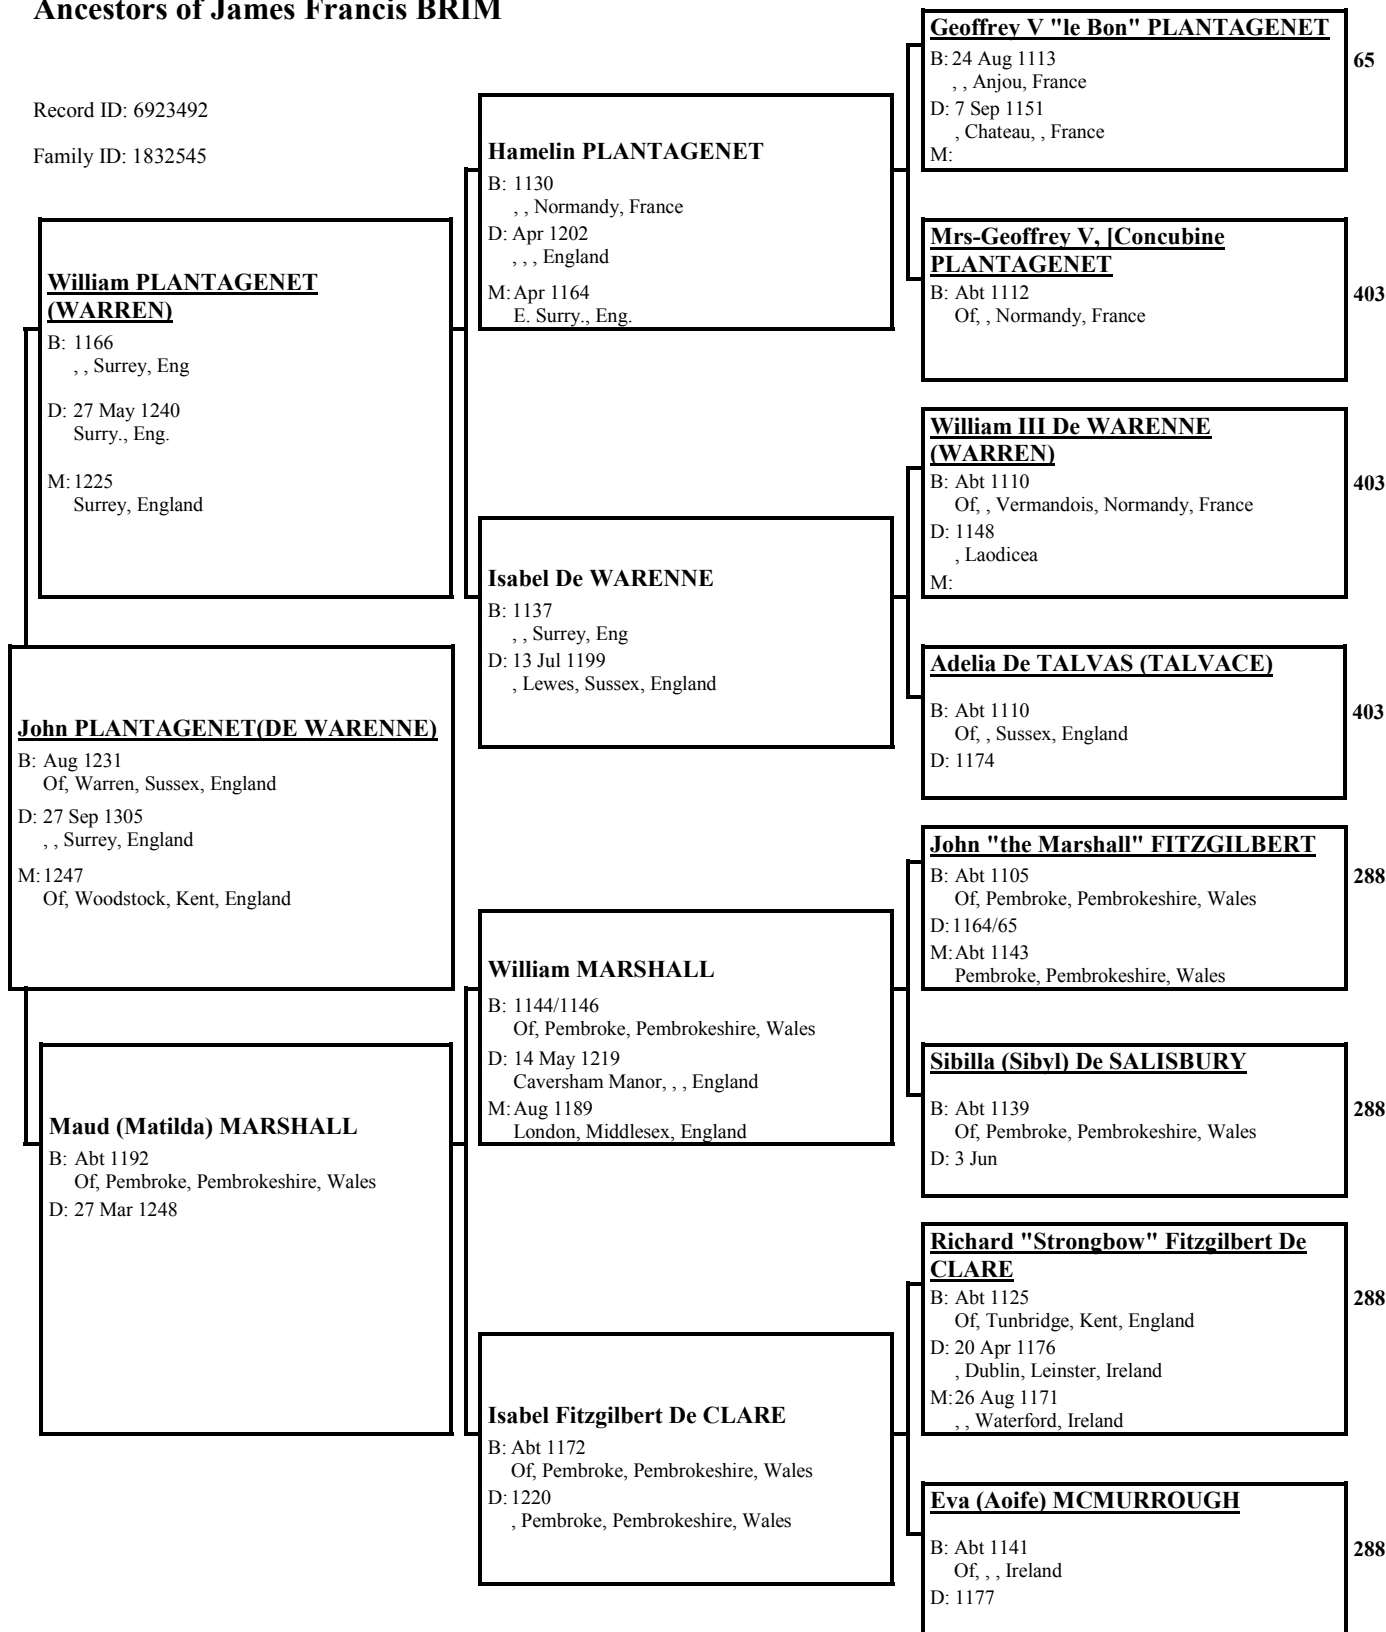 Ancestors of James Francis BRIM
Record ID: 6923492
Family ID: 1832545
William PLANTAGENET
(WARREN)
B: 1166
, , Surrey, Eng
D: 27 May 1240
Surry., Eng.
M: 1225
Surrey, England
John PLANTAGENET(DE WARENNE)
B: Aug 1231
Of, Warren, Sussex, England
D: 27 Sep 1305
, , Surrey, England
M: 1247
Of, Woodstock, Kent, England
Maud (Matilda) MARSHALL
B: Abt 1192
Of, Pembroke, Pembrokeshire, Wales
D: 27 Mar 1248
Hamelin PLANTAGENET
B: 1130
, , Normandy, France
D: Apr 1202
, , , England
M: Apr 1164
E. Surry., Eng.
Isabel De WARENNE
B: 1137
, , Surrey, Eng
D: 13 Jul 1199
, Lewes, Sussex, England
William MARSHALL
B: 1144/1146
Of, Pembroke, Pembrokeshire, Wales
D: 14 May 1219
Caversham Manor, , , England
M: Aug 1189
London, Middlesex, England
Isabel Fitzgilbert De CLARE
B: Abt 1172
Of, Pembroke, Pembrokeshire, Wales
D: 1220
, Pembroke, Pembrokeshire, Wales
Geoffrey V "le Bon" PLANTAGENET
B: 24 Aug 1113
65
, , Anjou, France
D: 7 Sep 1151
, Chateau, , France
M:
Mrs-Geoffrey V, [Concubine
PLANTAGENET
B: Abt 1112
403
Of, , Normandy, France
William III De WARENNE
(WARREN)
B: Abt 1110
403
Of, , Vermandois, Normandy, France
D: 1148
, Laodicea
M:
Adelia De TALVAS (TALVACE)
B: Abt 1110
403
Of, , Sussex, England
D: 1174
John "the Marshall" FITZGILBERT
B: Abt 1105
288
Of, Pembroke, Pembrokeshire, Wales
D: 1164/65
M: Abt 1143
Pembroke, Pembrokeshire, Wales
Sibilla (Sibyl) De SALISBURY
B: Abt 1139
288
Of, Pembroke, Pembrokeshire, Wales
D: 3 Jun
Richard "Strongbow" Fitzgilbert De
CLARE
B: Abt 1125
288
Of, Tunbridge, Kent, England
D: 20 Apr 1176
, Dublin, Leinster, Ireland
M: 26 Aug 1171
, , Waterford, Ireland
Eva (Aoife) MCMURROUGH
B: Abt 1141
288
Of, , , Ireland
D: 1177